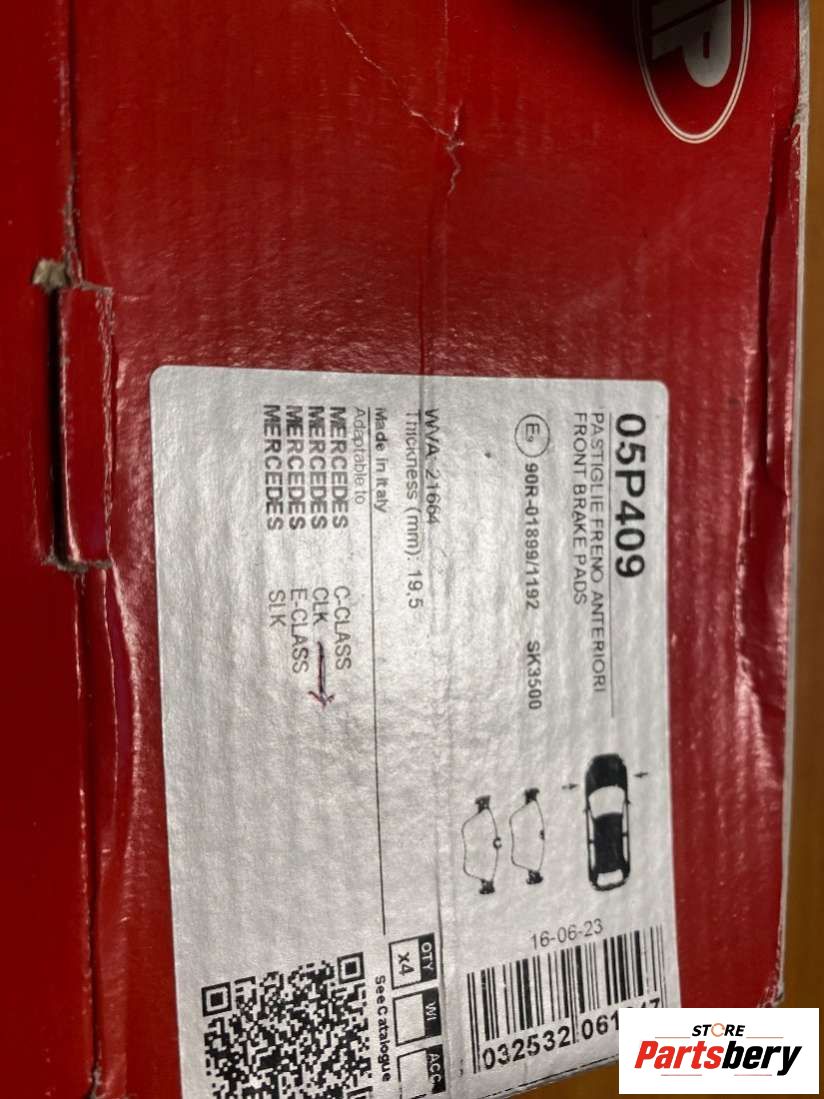 05P409
PASTIGLIE FRENO ANTERIORI
FRONT BRAKE PADS
E9 90R-01899/1192 SK3500
WVA: 21664
Thickness (mm): 19,5
Made in Italy
Adaptable to
MERCEDES C-CLASS
MERCEDES CLK
MERCEDES E-CLASS
MERCEDES SLK
16-06-23
QTY WI ACC
x4
See Catalogue
STORE
Partsbery